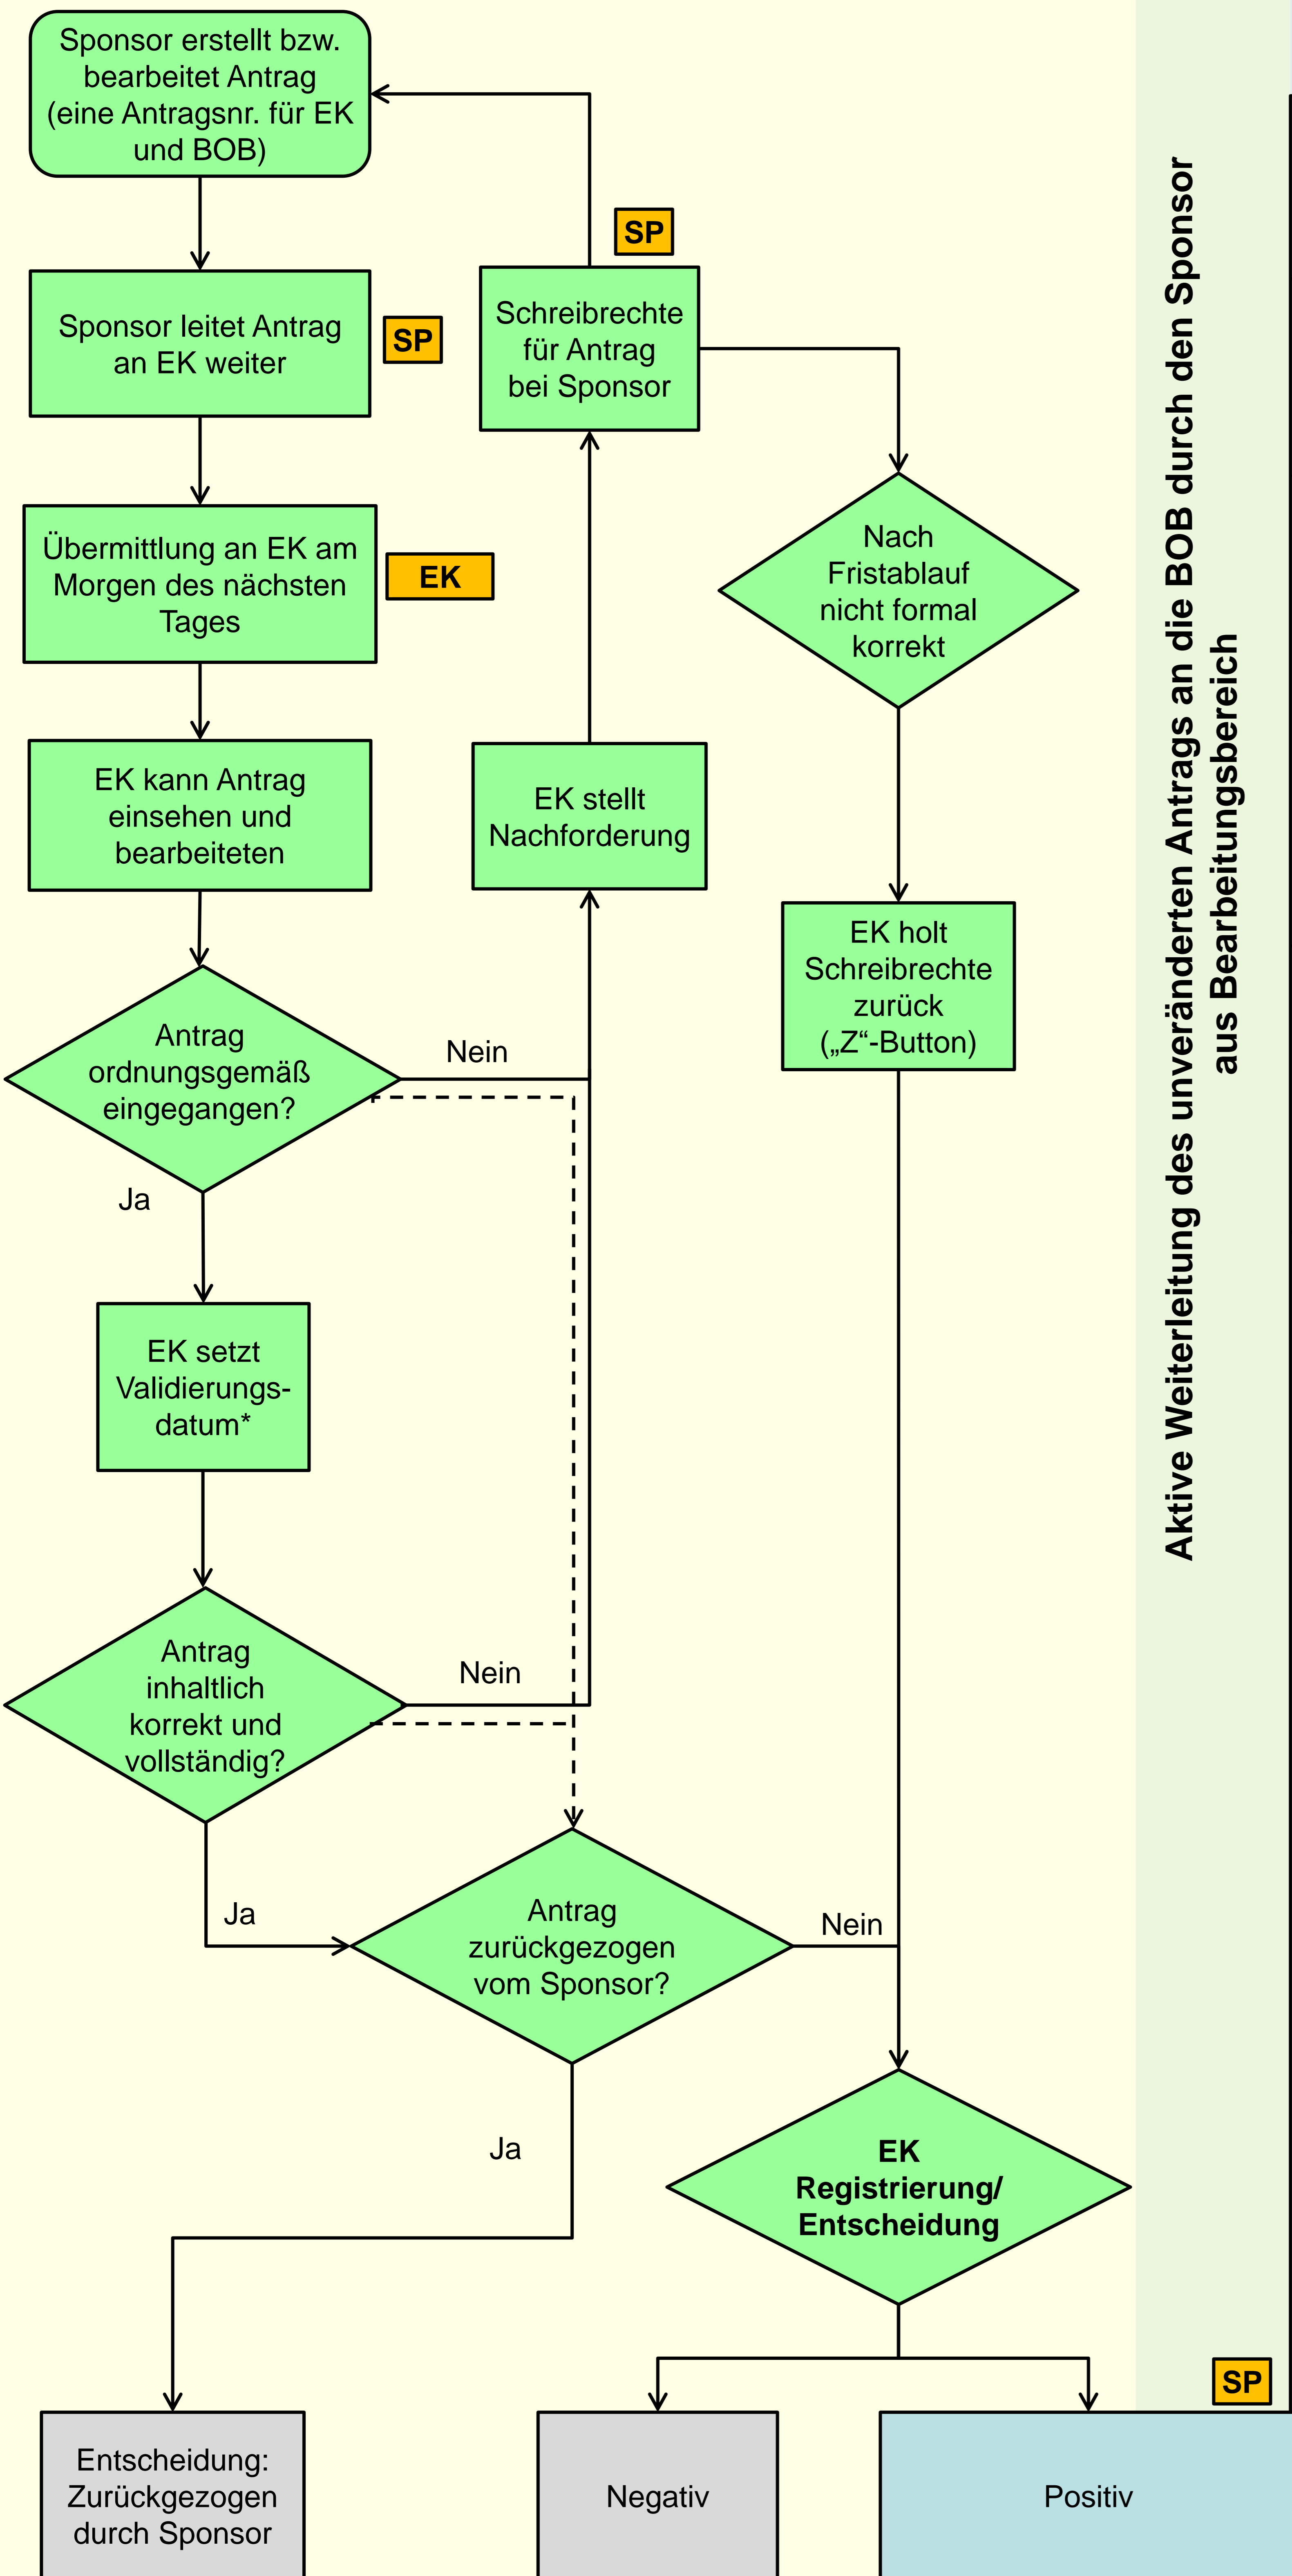 Sponsor erstellt bzw.
bearbeitet Antrag
(eine Antragsnr. für EK
und BOB)
SP
Sponsor leitet Antrag
an EK weiter
SP
Schreibrechte
für Antrag
bei Sponsor
Übermittlung an EK am
Morgen des nächsten
Tages
EK
Nach
Fristablauf
nicht formal
korrekt
EK kann Antrag
einsehen und
bearbeiteten
EK stellt
Nachforderung
EK holt
Schreibrechte
zurück
(„Z“-Button)
Antrag
ordnungsgemäß
eingegangen?
Nein
Ja
EK setzt
Validierungs-
datum*
Antrag
inhaltlich
korrekt und
vollständig?
Nein
Ja
Antrag
zurückgezogen
vom Sponsor?
Nein
Ja
EK
Registrierung/
Entscheidung
SP
Entscheidung:
Zurückgezogen
durch Sponsor
Negativ
Positiv
Aktive Weiterleitung des unveränderten Antrags an die BOB durch den Sponsor
aus Bearbeitungsbereich